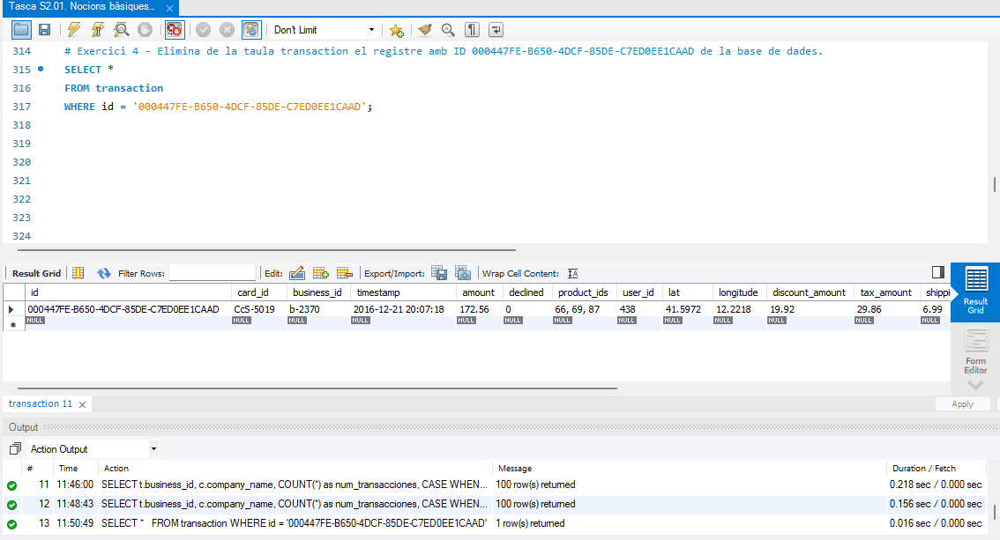 Tasca S2.01. Nocions bàsiques...
Don't Limit
314 # Exercici 4 - Elimina de la taula transaction el registre amb ID 000447FE-B650-4DCF-85DE-C7ED0EE1CAAD de la base de dades.
315 SELECT *
316 FROM transaction
317 WHERE id = '000447FE-B650-4DCF-85DE-C7ED0EE1CAAD';
318
319
320
321
322
323
324
Result Grid Filter Rows: Edit: Export/Import: Wrap Cell Content: IA
id card_id business_id timestamp amount declined product_ids user_id lat longitude discount_amount tax_amount shippi
000447FE-B650-4DCF-85DE-C7ED0EE1CAAD CcS-5019 b-2370 2016-12-21 20:07:18 172.56 0 66, 69, 87 438 41.5972 12.2218 19.92 29.86 6.99
NULL NULL NULL NULL NULL NULL NULL NULL NULL NULL NULL NULL NULL
Result
Grid
Form
Editor
transaction 11
Apply
Output
Action Output
# Time Action Message Duration / Fetch
11 11:46:00 SELECT t.business_id, c.company_name, COUNT(*) as num_transacciones, CASE WHEN... 100 row(s) returned 0.218 sec / 0.000 sec
12 11:48:43 SELECT t.business_id, c.company_name, COUNT(*) as num_transacciones, CASE WHEN... 100 row(s) returned 0.156 sec / 0.000 sec
13 11:50:49 SELECT * FROM transaction WHERE id = '000447FE-B650-4DCF-85DE-C7ED0EE1CAAD' 1 row(s) returned 0.016 sec / 0.000 sec